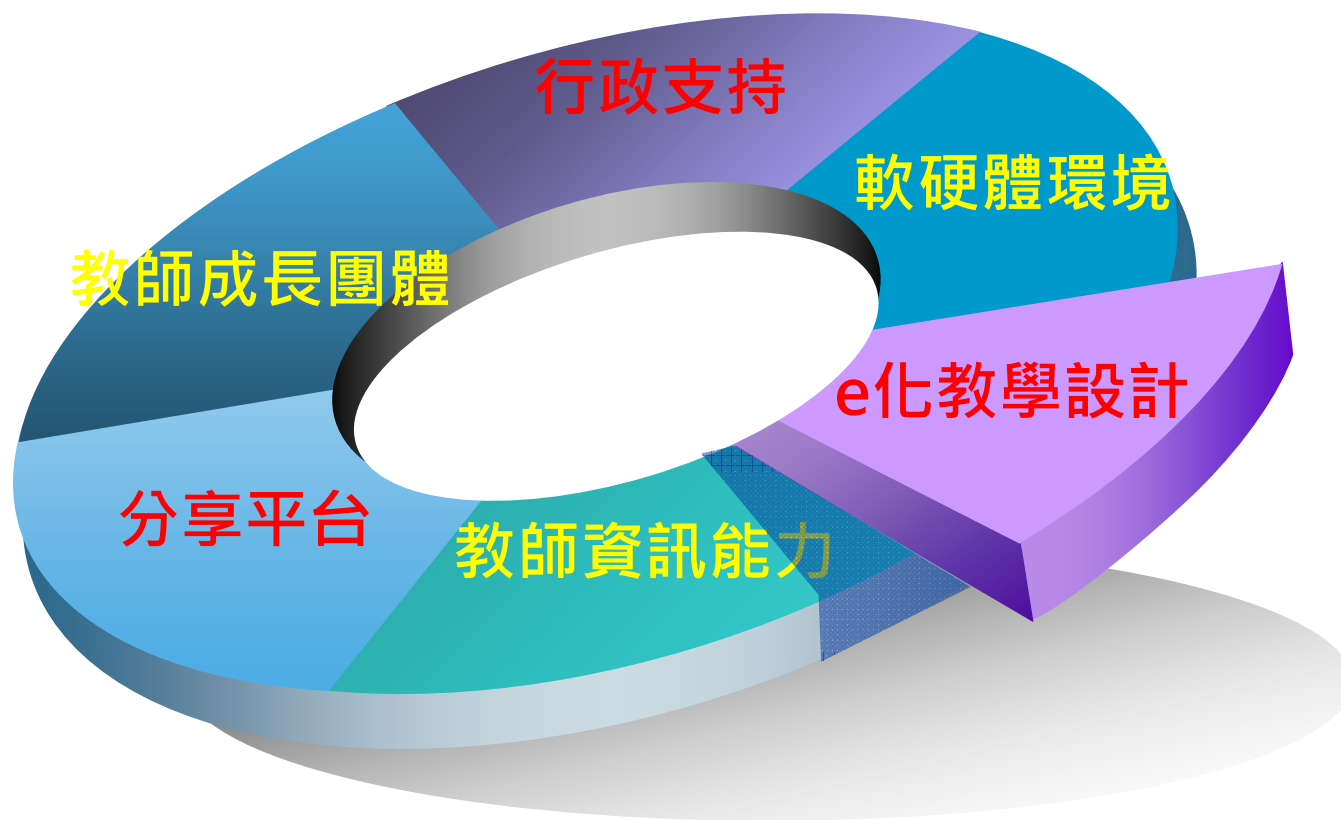 行政支持
軟硬體環境
教師成長團體
e化教學設計
分享平台
教師資訊能力